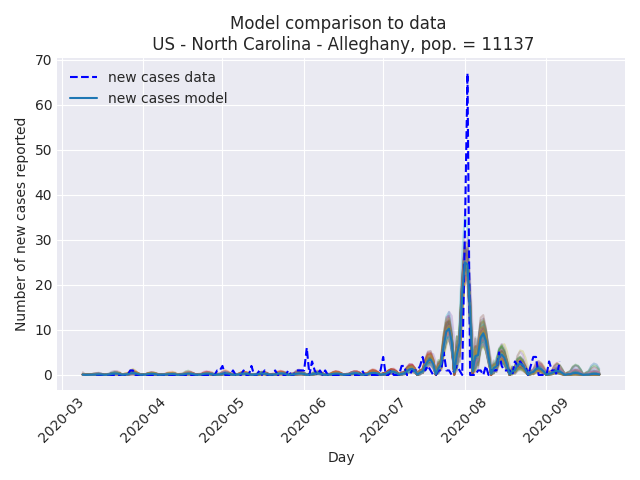 Model comparison to data
US - North Carolina - Alleghany, pop. = 11137
70
60
50
40
30
20
10
0
Number of new cases reported
new cases data
new cases model
2020-03
2020-04
2020-05
2020-06
2020-07
2020-08
2020-09
Day